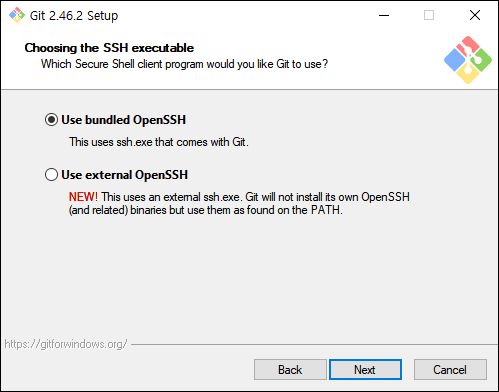 Git 2.46.2 Setup
Choosing the SSH executable
Which Secure Shell client program would you like Git to use?
Use bundled OpenSSH
This uses ssh.exe that comes with Git.
Use external OpenSSH
NEW! This uses an external ssh.exe. Git will not install its own OpenSSH
(and related) binaries but use them as found on the PATH.
https://gitforwindows.org/
Back Next Cancel